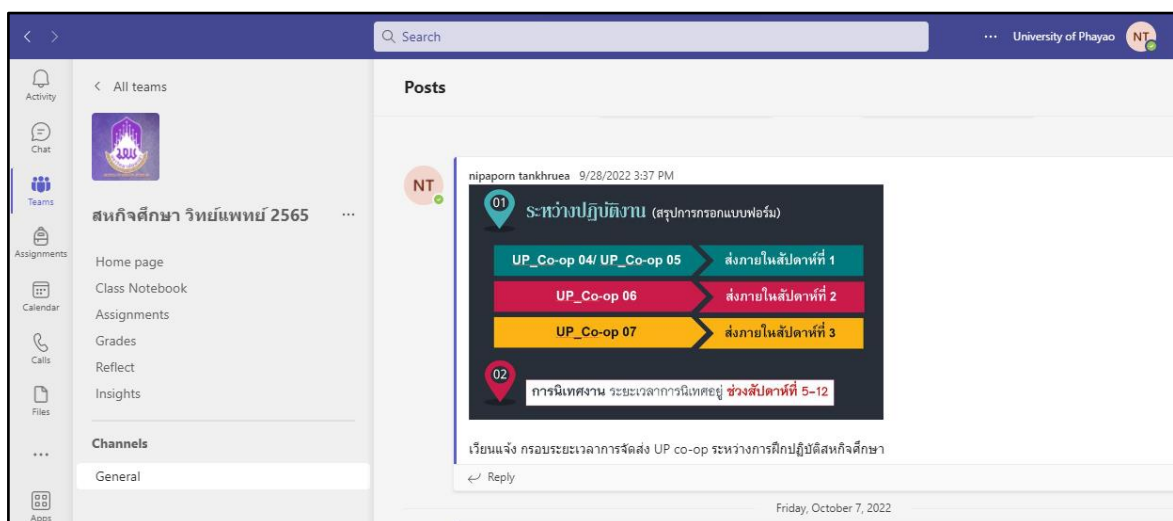 Search
University of Phayao
NT
Activity
Chat
Teams
Assignments
Calendar
Calls
Files
Apps
All teams
สหกิจศึกษา วิทย์แพทย์ 2565
Home page
Class Notebook
Assignments
Grades
Reflect
Insights
Channels
General
Posts
NT
nipaporn tankhruea 9/28/2022 3:37 PM
01 ระหว่างปฏิบัติงาน (สรุปการกรอกแบบฟอร์ม)
UP_Co-op 04/ UP_Co-op 05 ส่งภายในสัปดาห์ที่ 1
UP_Co-op 06 ส่งภายในสัปดาห์ที่ 2
UP_Co-op 07 ส่งภายในสัปดาห์ที่ 3
02 การนิเทศงาน ระยะเวลาการนิเทศอยู่ ช่วงสัปดาห์ที่ 5-12
เวียนแจ้ง กรอบระยะเวลาการจัดส่ง UP co-op ระหว่างการฝึกปฏิบัติสหกิจศึกษา
Reply
Friday, October 7, 2022